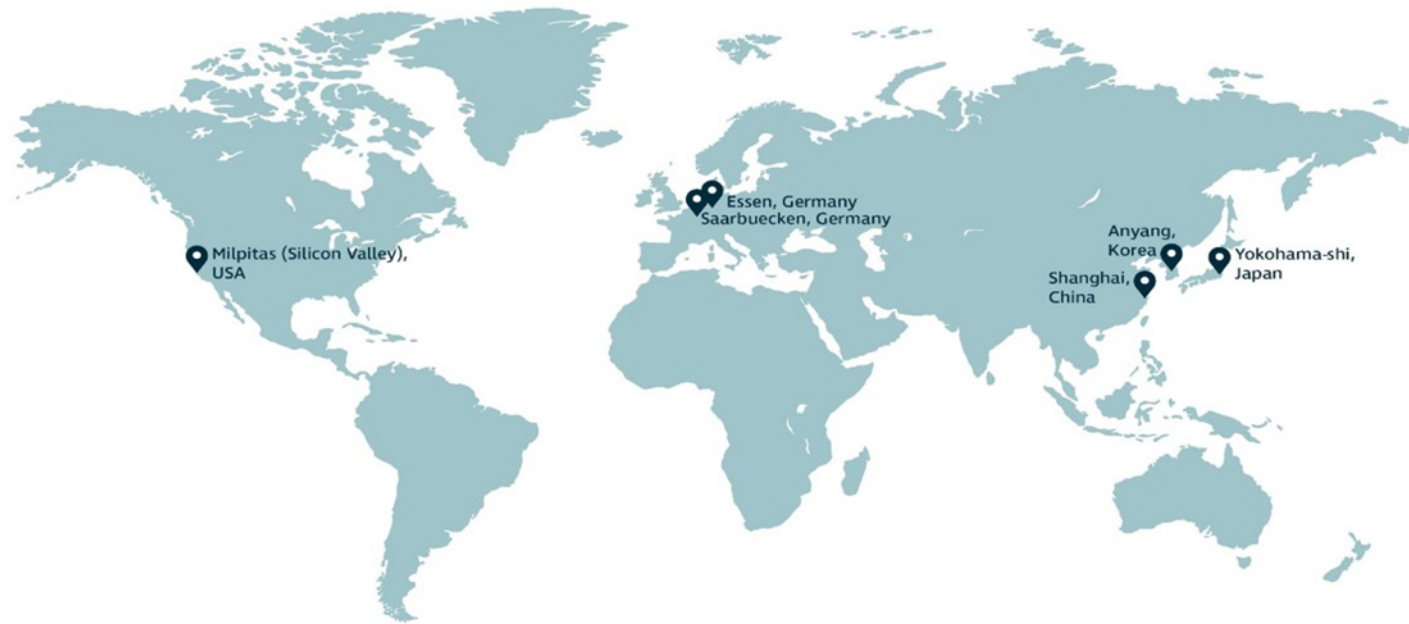 Essen, Germany
Saarbuecken, Germany
Milpitas (Silicon Valley),
USA
Anyang,
Korea
Yokohama-shi,
Japan
Shanghai,
China